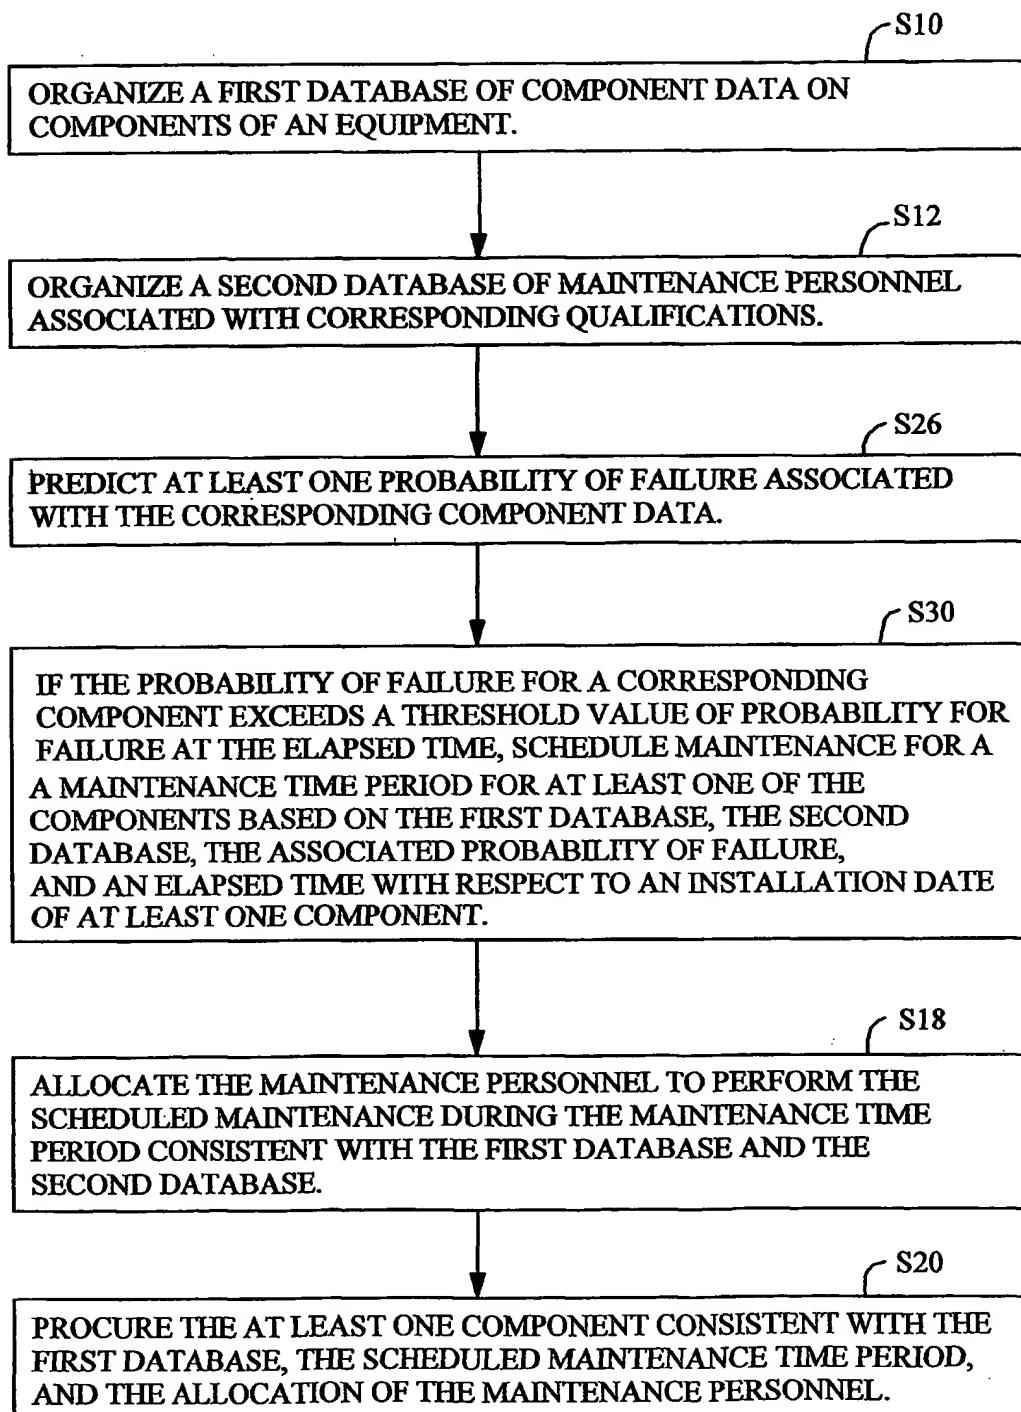 S10
ORGANIZE A FIRST DATABASE OF COMPONENT DATA ON
COMPONENTS OF AN EQUIPMENT.
S12
ORGANIZE A SECOND DATABASE OF MAINTENANCE PERSONNEL
ASSOCIATED WITH CORRESPONDING QUALIFICATIONS.
S26
PREDICT AT LEAST ONE PROBABILITY OF FAILURE ASSOCIATED
WITH THE CORRESPONDING COMPONENT DATA.
S30
IF THE PROBABILITY OF FAILURE FOR A CORRESPONDING
COMPONENT EXCEEDS A THRESHOLD VALUE OF PROBABILITY FOR
FAILURE AT THE ELAPSED TIME, SCHEDULE MAINTENANCE FOR A
A MAINTENANCE TIME PERIOD FOR AT LEAST ONE OF THE
COMPONENTS BASED ON THE FIRST DATABASE, THE SECOND
DATABASE, THE ASSOCIATED PROBABILITY OF FAILURE,
AND AN ELAPSED TIME WITH RESPECT TO AN INSTALLATION DATE
OF AT LEAST ONE COMPONENT.
S18
ALLOCATE THE MAINTENANCE PERSONNEL TO PERFORM THE
SCHEDULED MAINTENANCE DURING THE MAINTENANCE TIME
PERIOD CONSISTENT WITH THE FIRST DATABASE AND THE
SECOND DATABASE.
S20
PROCURE THE AT LEAST ONE COMPONENT CONSISTENT WITH THE
FIRST DATABASE, THE SCHEDULED MAINTENANCE TIME PERIOD,
AND THE ALLOCATION OF THE MAINTENANCE PERSONNEL.